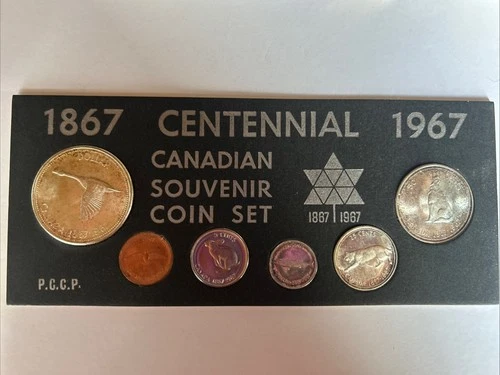 1867 CENTENNIAL 1967
CANADIAN
SOUVENIR
COIN SET
1867 1967
P.C.C.P.